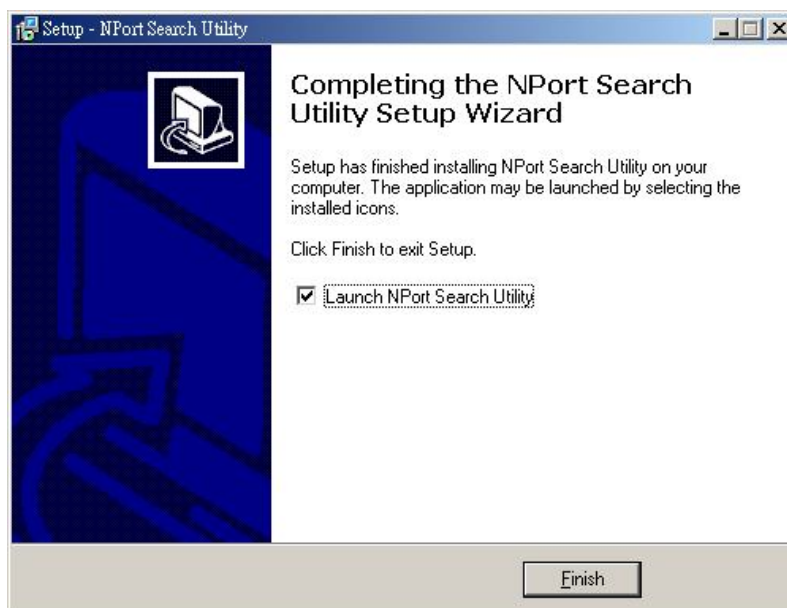 Setup - NPort Search Utility
Completing the NPort Search
Utility Setup Wizard
Setup has finished installing NPort Search Utility on your
computer. The application may be launched by selecting the
installed icons.
Click Finish to exit Setup.
Launch NPort Search Utility
Finish